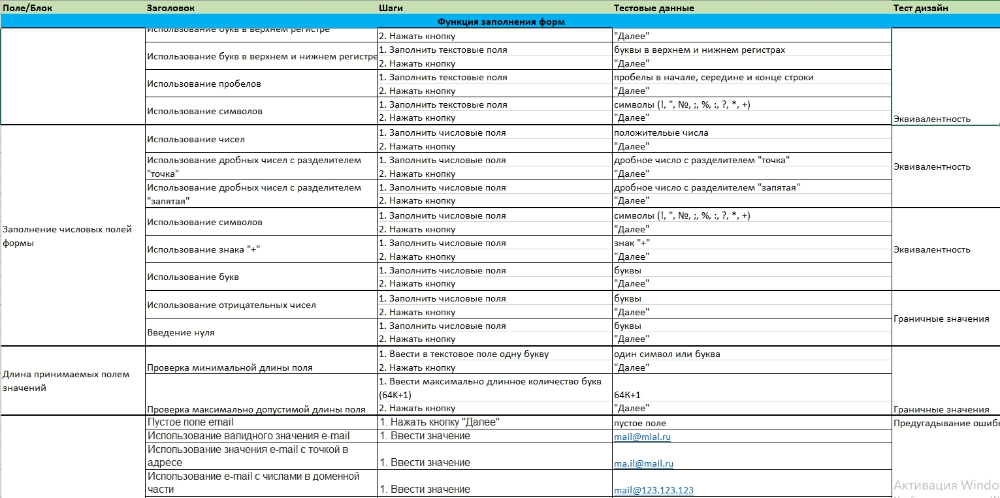 Поле/Блок Заголовок Шаги Тестовые данные Тест дизайн
Функция заполнения форм
Использование букв в верхнем регистре
2. Нажать кнопку "Далее"
Использование букв в верхнем и нижнем регистре
1. Заполнить текстовые поля буквы в верхнем и нижнем регистрах
2. Нажать кнопку "Далее"
Использование пробелов
1. Заполнить текстовые поля пробелы в начале, середине и конце строки
2. Нажать кнопку "Далее"
Использование символов
1. Заполнить текстовые поля символы (!, ", №, ;, %, :, ?, *, +)
2. Нажать кнопку "Далее"
Эквивалентность
Заполнение числовых полей
формы
Использование чисел
1. Заполнить числовые поля положительые числа
2. Нажать кнопку "Далее"
Использование дробных чисел с разделителем
"точка"
1. Заполнить числовые поля дробное число с разделителем "точка"
2. Нажать кнопку "Далее"
Использование дробных чисел с разделителем
"запятая"
1. Заполнить числовые поля дробное число с разделителем "запятая"
2. Нажать кнопку "Далее"
Эквивалентность
Использование символов
1. Заполнить числовые поля символы (!, ", №, ;, %, :, ?, *, +)
2. Нажать кнопку "Далее"
Использование знака "+"
1. Заполнить числовые поля знак "+"
2. Нажать кнопку "Далее"
Использование букв
1. Заполнить числовые поля буквы
2. Нажать кнопку "Далее"
Эквивалентность
Использование отрицательных чисел
1. Заполнить числовые поля буквы
2. Нажать кнопку "Далее"
Введение нуля
1. Заполнить числовые поля буквы
2. Нажать кнопку "Далее"
Граничные значения
Длина принимаемых полем
значений
Проверка минимальной длины поля
1. Ввести в текстовое поле одну букву один символ или буква
2. Нажать кнопку "Далее"
Проверка максимально допустимой длины поля
1. Ввести максимально длинное количество букв
(64K+1) 64К+1
2. Нажать кнопку "Далее"
Граничные значения
Пустое поле email 1. Нажать кнопку "Далее" пустое поле Предугадывание ошибк
Использование валидного значения e-mail 1. Ввести значение mail@mial.ru
Использование значения e-mail с точкой в
адресе 1. Ввести значение ma.il@mail.ru
Использование e-mail с числами в доменной
части 1. Ввести значение mail@123.123.123
Активация Windo